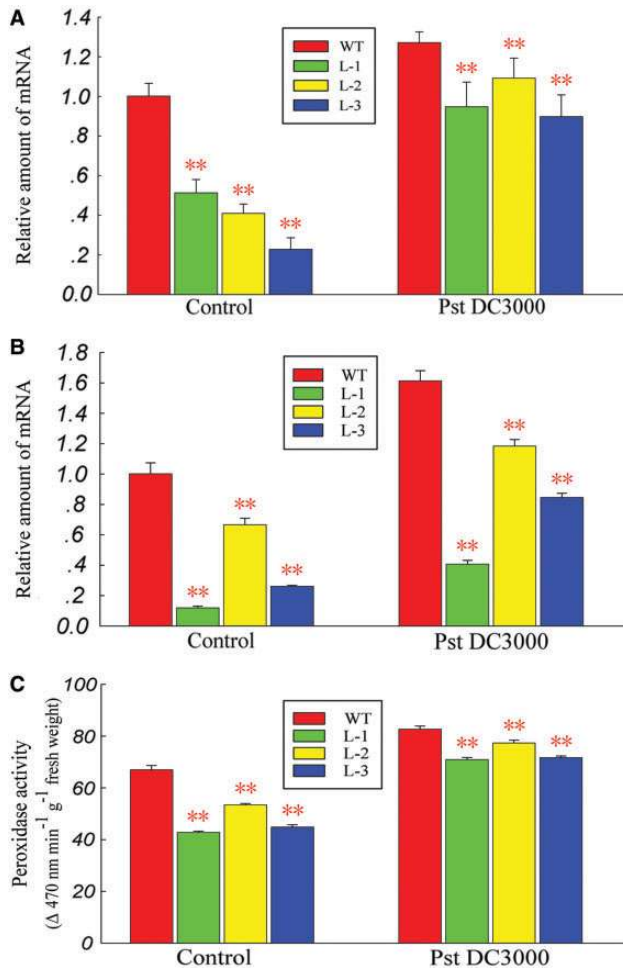 A
Relative amount of mRNA
1.4
1.2
1.0
.8
.6
.4
.2
0.0
WT
L-1
L-2
L-3
**
**
**
**
**
**
Control
Pst DC3000
B
Relative amount of mRNA
1.8
1.6
1.4
1.2
1.0
.8
.6
.4
.2
0.0
WT
L-1
L-2
L-3
**
**
**
**
**
**
Control
Pst DC3000
C
Peroxidase activity
(Δ 470 nm min⁻¹ g⁻¹ fresh weight)
100
80
60
40
20
0
WT
L-1
L-2
L-3
**
**
**
**
**
**
Control
Pst DC3000